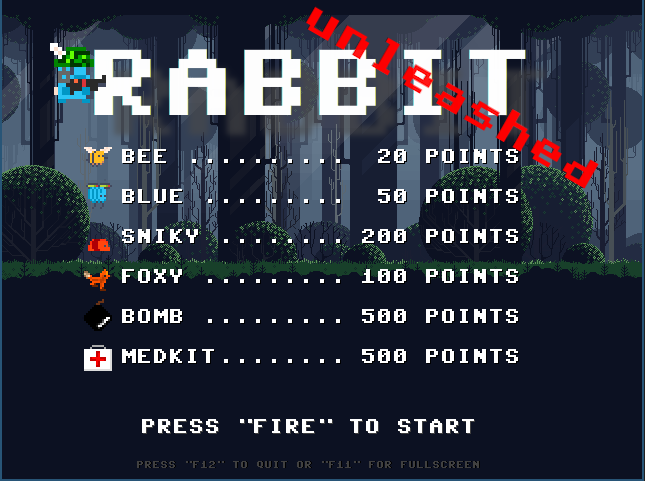 RABBIT
unleashed
BEE .......... 20 POINTS
BLUE ......... 50 POINTS
SNIKY ........ 200 POINTS
FOXY ......... 100 POINTS
BOMB ......... 500 POINTS
MEDKIT........ 500 POINTS
PRESS "FIRE" TO START
PRESS "F12" TO QUIT OR "F11" FOR FULLSCREEN